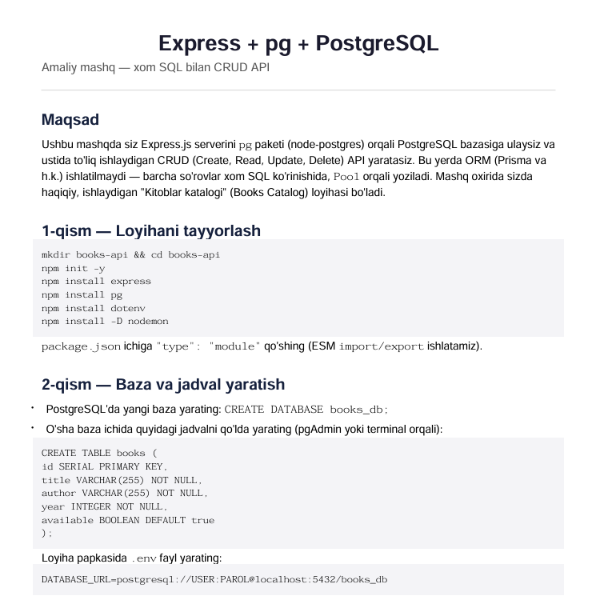 Express + pg + PostgreSQL
Amaliy mashq — xom SQL bilan CRUD API
Maqsad
Ushbu mashqda siz Express.js serverini pg paketi (node-postgres) orqali PostgreSQL bazasiga ulaysiz va
ustida to'liq ishlaydigan CRUD (Create, Read, Update, Delete) API yaratasiz. Bu yerda ORM (Prisma va
h.k.) ishlatilmaydi — barcha so'rovlar xom SQL ko'rinishida, Pool orqali yoziladi. Mashq oxirida sizda
haqiqiy, ishlaydigan "Kitoblar katalogi" (Books Catalog) loyihasi bo'ladi.
1-qism — Loyihani tayyorlash
mkdir books-api && cd books-api
npm init -y
npm install express
npm install pg
npm install dotenv
npm install -D nodemon
package.json ichiga "type": "module" qo'shing (ESM import/export ishlatamiz).
2-qism — Baza va jadval yaratish
• PostgreSQL'da yangi baza yarating: CREATE DATABASE books_db;
• O'sha baza ichida quyidagi jadvalni qo'lda yarating (pgAdmin yoki terminal orqali):
CREATE TABLE books (
id SERIAL PRIMARY KEY,
title VARCHAR(255) NOT NULL,
author VARCHAR(255) NOT NULL,
year INTEGER NOT NULL,
available BOOLEAN DEFAULT true
);
Loyiha papkasida .env fayl yarating:
DATABASE_URL=postgresql://USER:PAROL@localhost:5432/books_db